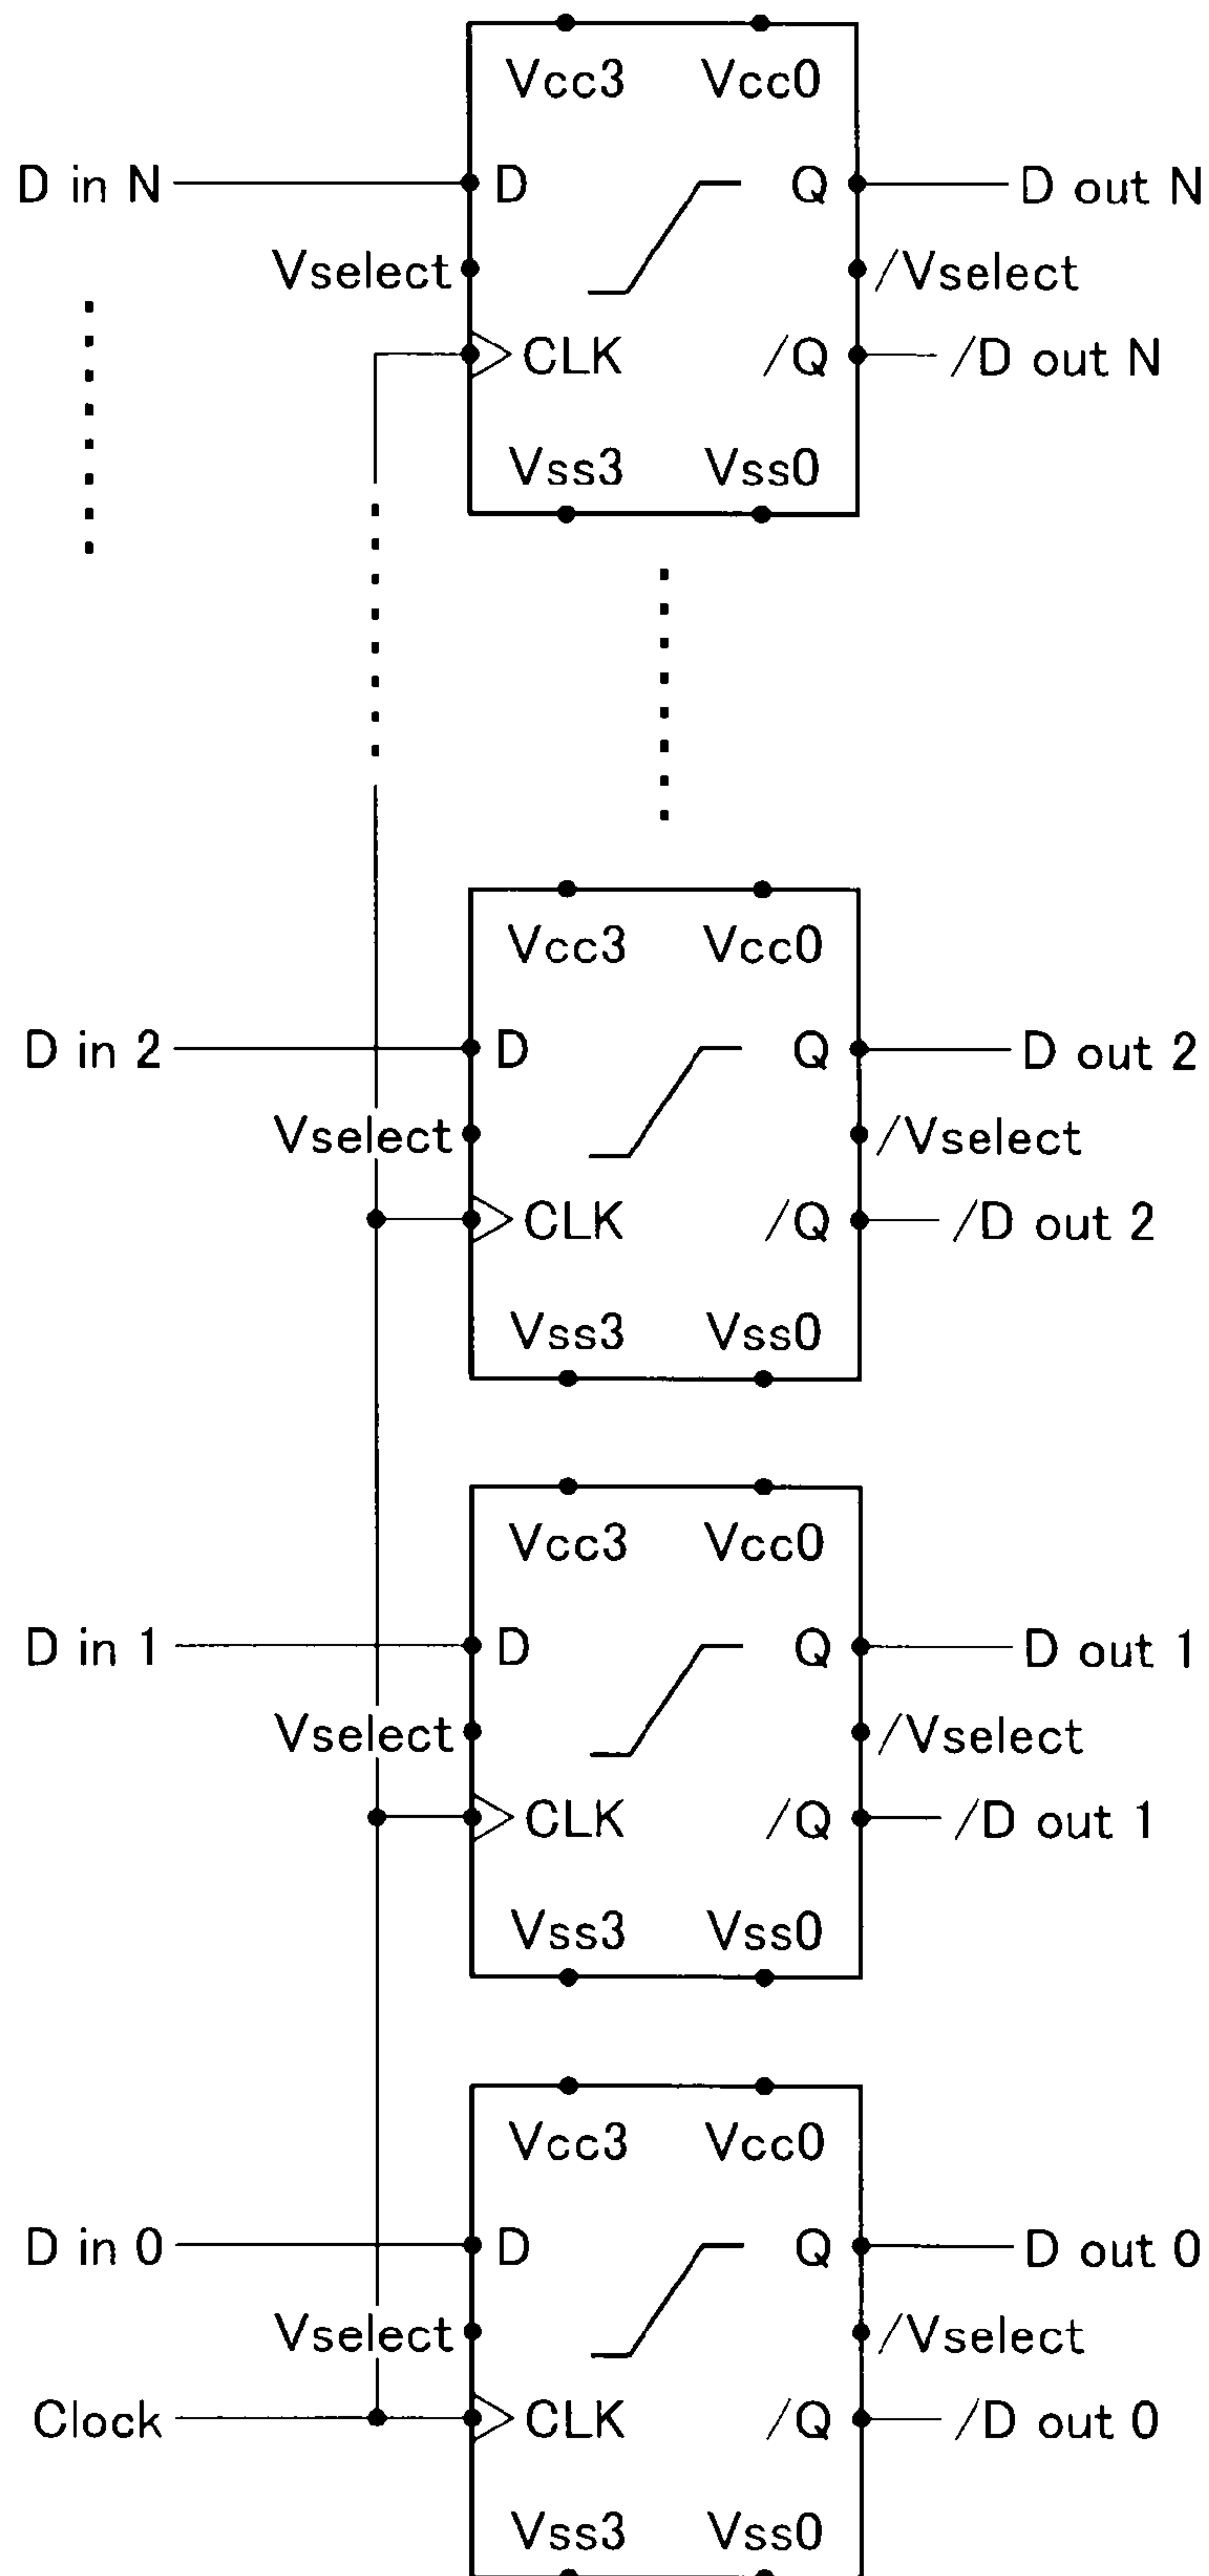 Vcc3 Vcc0
D in N D Q D out N
Vselect /Vselect
CLK /Q /D out N
Vss3 Vss0
Vcc3 Vcc0
D in 2 D Q D out 2
Vselect /Vselect
CLK /Q /D out 2
Vss3 Vss0
Vcc3 Vcc0
D in 1 D Q D out 1
Vselect /Vselect
CLK /Q /D out 1
Vss3 Vss0
Vcc3 Vcc0
D in 0 D Q D out 0
Vselect /Vselect
Clock CLK /Q /D out 0
Vss3 Vss0